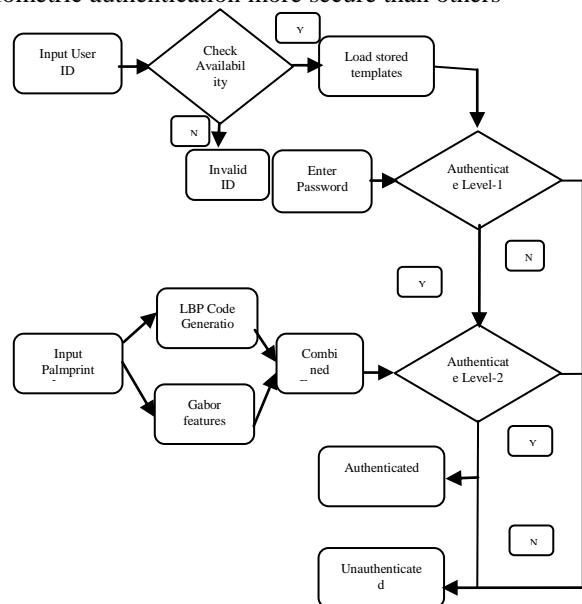 ometric authentication more secure than others
Y
Input User
ID
Check
Availabil
ity
Load stored
templates
N
Invalid
ID
Enter
Password
Authenticat
e Level-1
Y
N
LBP Code
Generatio
Input
Palmprint
Combi
ned
Gabor
features
Authenticat
e Level-2
Y
Authenticated
N
Unauthenticate
d